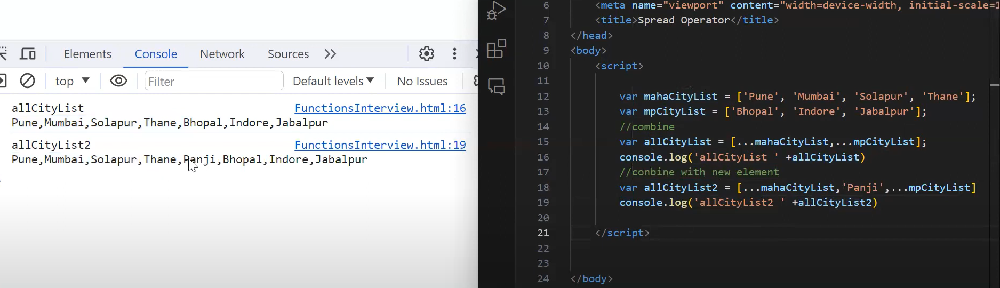 Elements Console Network Sources
top Filter Default levels No Issues
allCityList FunctionsInterview.html:16
Pune,Mumbai,Solapur,Thane,Bhopal,Indore,Jabalpur
allCityList2 FunctionsInterview.html:19
Pune,Mumbai,Solapur,Thane,Panji,Bhopal,Indore,Jabalpur
6 <meta name="viewport" content="width=device-width, initial-scale=1
7 <title>Spread Operator</title>
8 </head>
9 <body>
10 <script>
11
12 var mahaCityList = ['Pune', 'Mumbai', 'Solapur', 'Thane'];
13 var mpCityList = ['Bhopal', 'Indore', 'Jabalpur'];
14 //combine
15 var allCityList = [...mahaCityList,...mpCityList];
16 console.log('allCityList ' +allCityList)
17 //conbine with new element
18 var allCityList2 = [...mahaCityList,'Panji',...mpCityList]
19 console.log('allCityList2 ' +allCityList2)
20
21 </script>
22
23
24 </body>